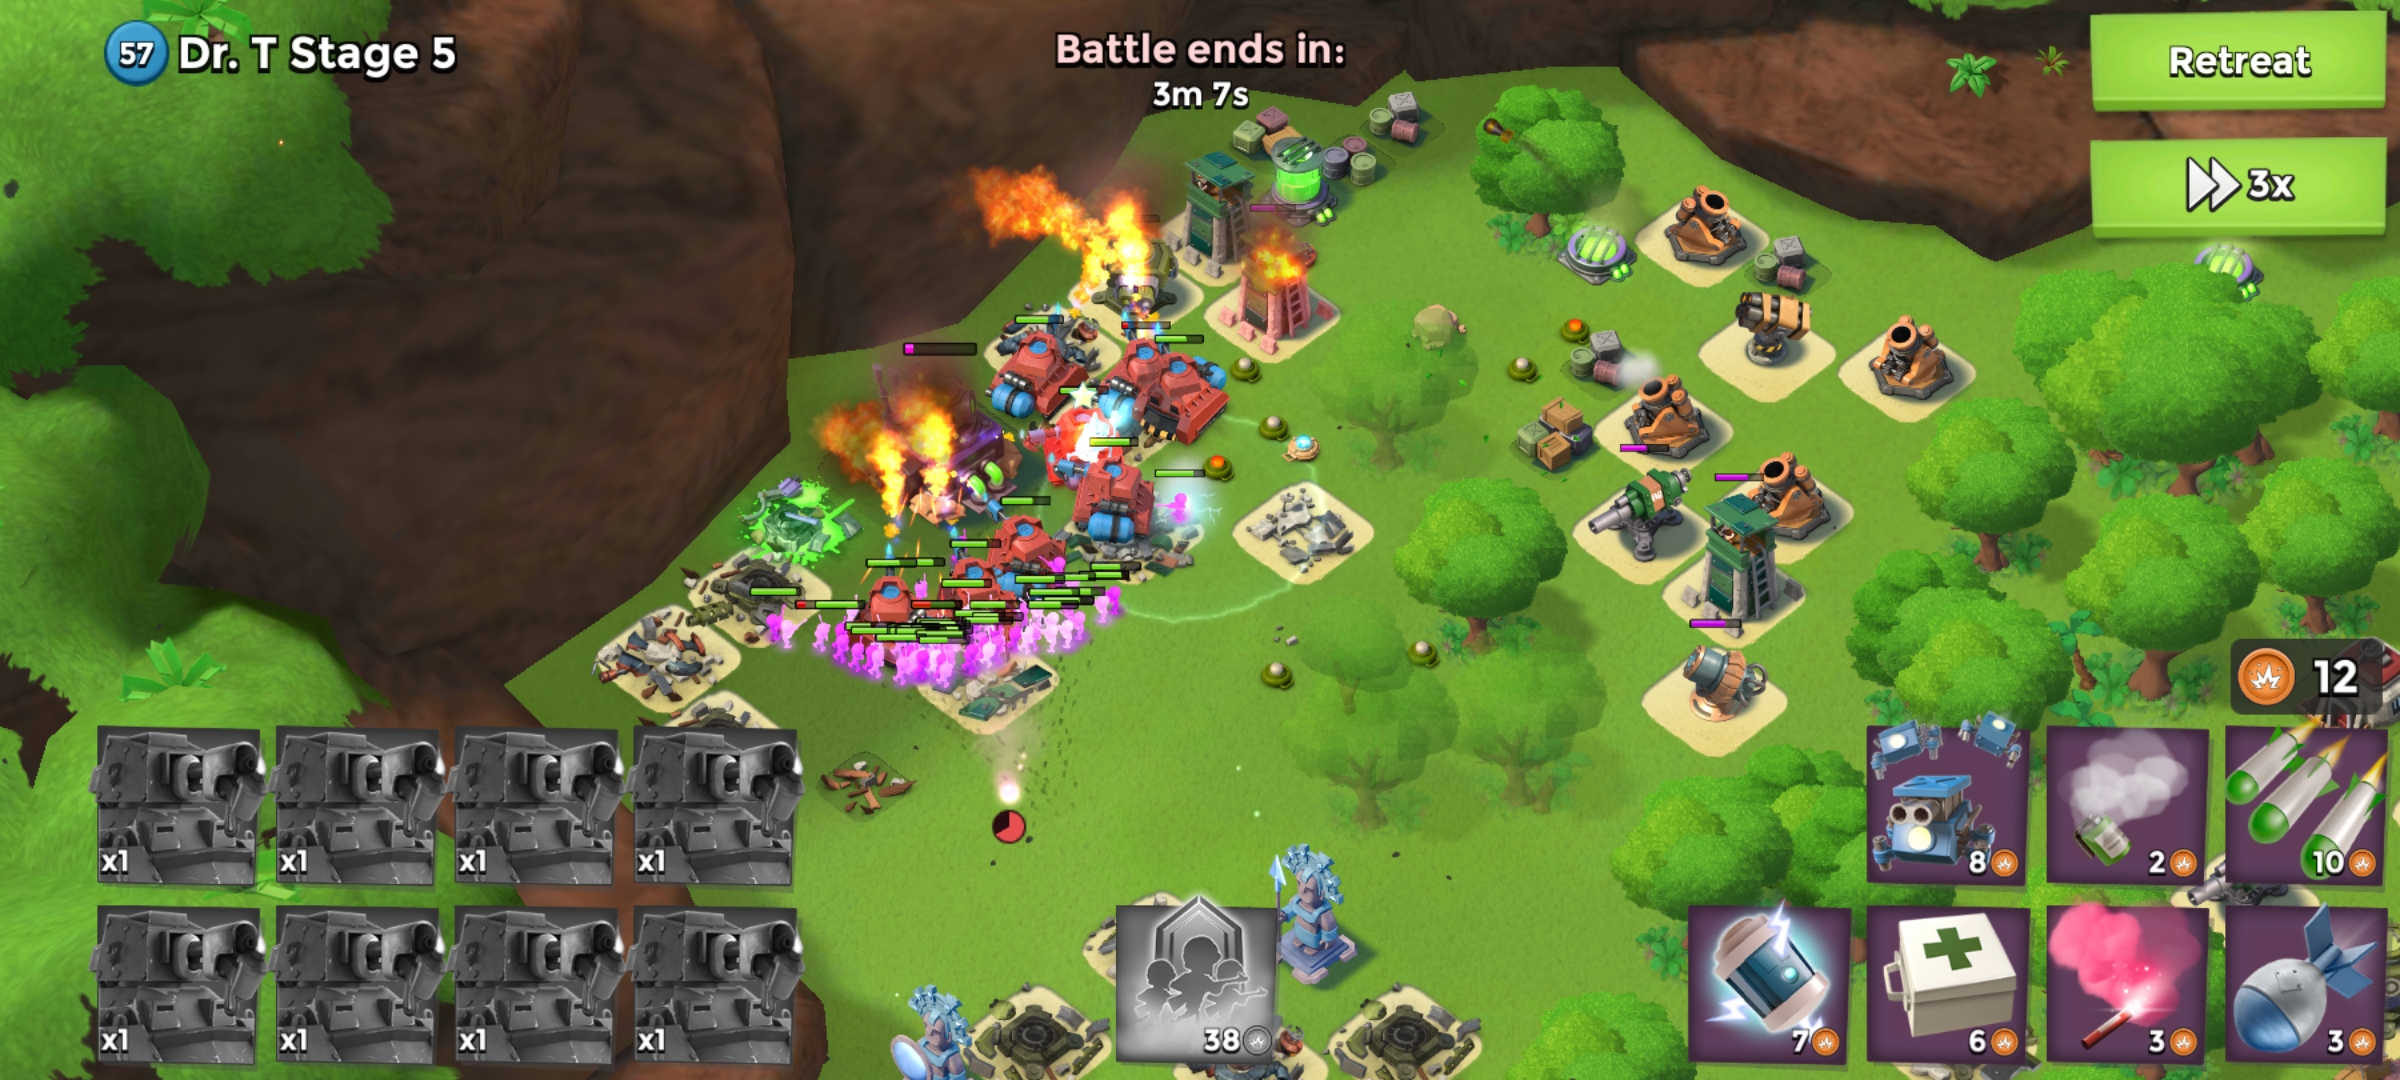 57 Dr. T Stage 5
Battle ends in:
3m 7s
Retreat
3x
12
8
2
10
x1
x1
x1
x1
x1
x1
x1
x1
38
7
6
3
3